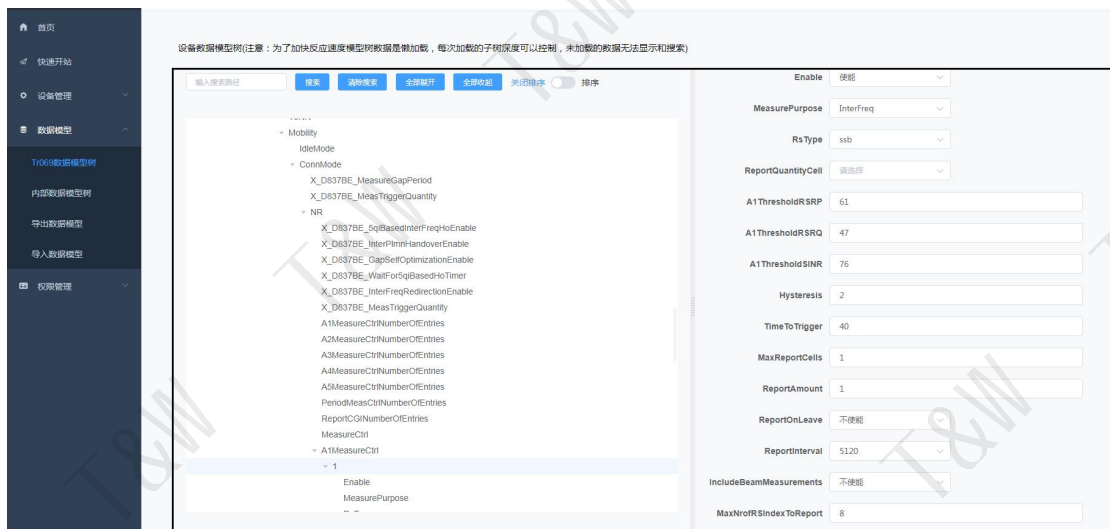 首页
快速开站
设备管理
数据模型
Tr069数据模型树
内部数据模型树
导出数据模型
导入数据模型
权限管理
设备数据模型树(注意：为了加快反应速度模型树数据是懒加载，每次加载的子树深度可以控制，未加载的数据无法显示和搜索)
输入搜索路径 搜索 清除搜索 全部展开 全部收起 关闭排序 排序
Mobility
IdleMode
ConnMode
X_D837BE_MeasureGapPeriod
X_D837BE_MeasTriggerQuantity
NR
X_D837BE_5qiBasedInterFreqHoEnable
X_D837BE_InterPlmnHandoverEnable
X_D837BE_GapSelfOptimizationEnable
X_D837BE_WaitFor5qiBasedHoTimer
X_D837BE_InterFreqRedirectionEnable
X_D837BE_MeasTriggerQuantity
A1MeasureCtrlNumberOfEntries
A2MeasureCtrlNumberOfEntries
A3MeasureCtrlNumberOfEntries
A4MeasureCtrlNumberOfEntries
A5MeasureCtrlNumberOfEntries
PeriodMeasCtrlNumberOfEntries
ReportCGINumberOfEntries
MeasureCtrl
A1MeasureCtrl
1
Enable
MeasurePurpose
Enable 使能
MeasurePurpose InterFreq
RsType ssb
ReportQuantityCell 请选择
A1ThresholdRSRP 61
A1ThresholdRSRQ 47
A1ThresholdSINR 76
Hysteresis 2
TimeToTrigger 40
MaxReportCells 1
ReportAmount 1
ReportOnLeave 不使能
ReportInterval 5120
IncludeBeamMeasurements 不使能
MaxNrofRSIndexToReport 8
T&W
T&W
T&W
T&W
T&W